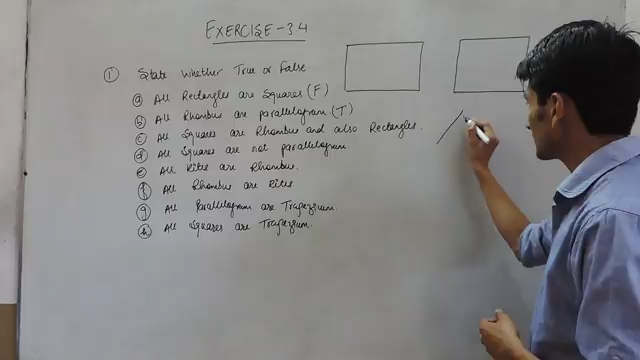 EXERCISE - 3.4
① State whether True or False
ⓐ All Rectangles are Squares (F)
ⓑ All Rhombus are parallelogram (T)
ⓒ All Squares are Rhombus and also Rectangles.
ⓓ All Squares are not parallelogram.
ⓔ All Kites are Rhombus.
ⓕ All Rhombus are Kites
ⓖ All Parallelogram are Trapezium.
ⓗ All Squares are Trapezium.